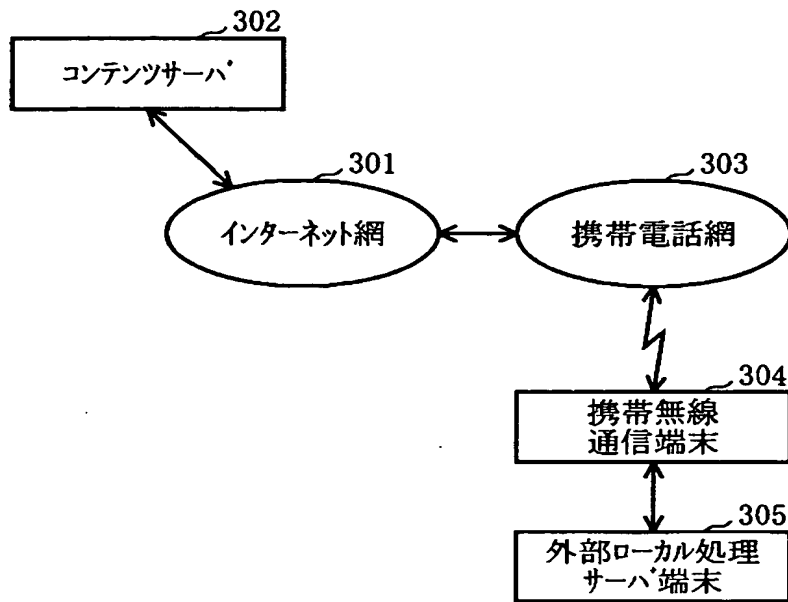 302
コンテンツサーバ
301
インターネット網
303
携帯電話網
304
携帯無線
通信端末
305
外部ローカル処理
サーバ端末